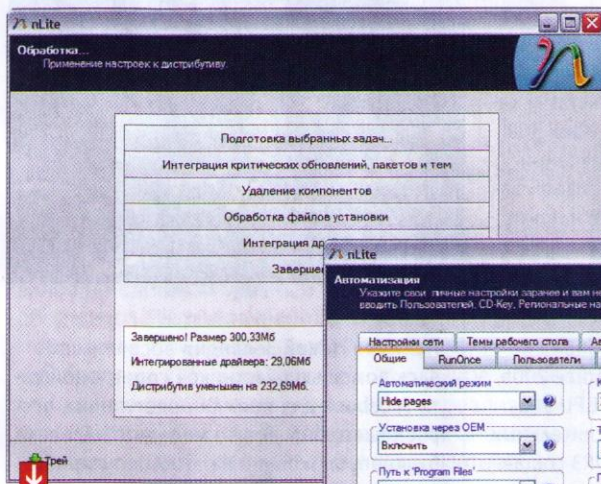 nLite
Обработка...
Применение настроек к дистрибутиву.
Подготовка выбранных задач...
Интеграция критических обновлений, пакетов и тем
Удаление компонентов
Обработка файлов установки
Интеграция др
Заверше
Завершено! Размер 300,33Мб
Интегрированные драйвера: 29,06Мб
Дистрибутив уменьшен на 232,69Мб.
Трей
nLite
Автоматизация
Укажите свои личные настройки заранее и вам не
вводить Пользователей, CD-Key, Региональные на
Настройки сети Темы рабочего стола Ав
Общие RunOnce Пользователи
Автоматический режим
Hide pages
Установка через OEM
Включить
Путь к 'Program Files'